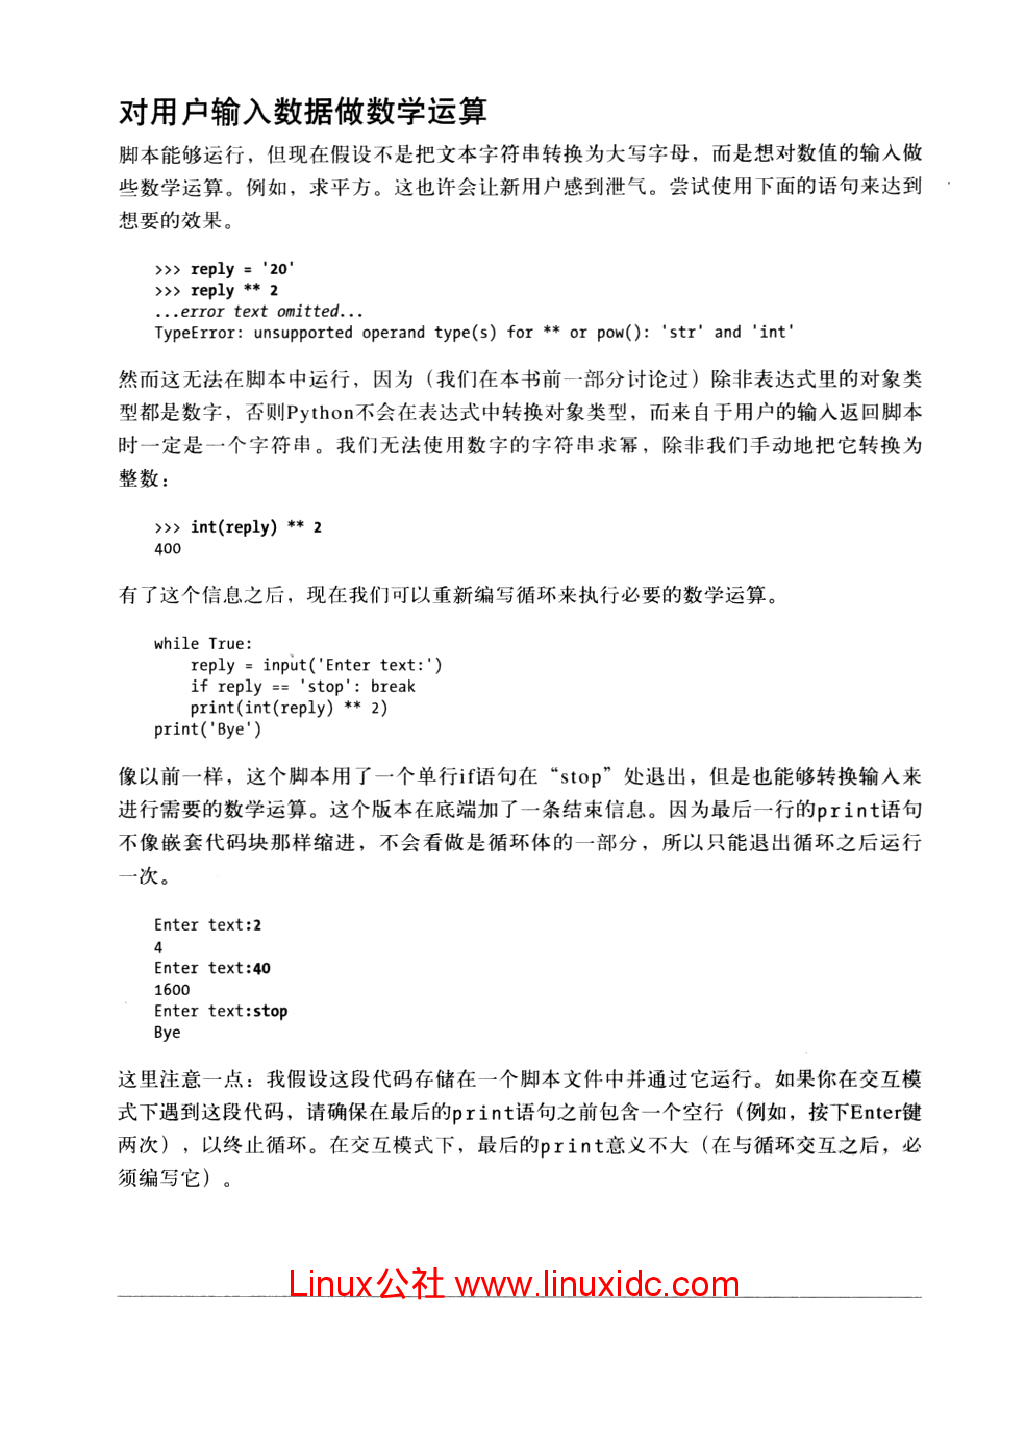 对用户输入数据做数学运算
脚本能够运行，但现在假设不是把文本字符串转换为大写字母，而是想对数值的输入做
些数学运算。例如，求平方。这也许会让新用户感到泄气。尝试使用下面的语句来达到
想要的效果。
>>> reply = '20'
>>> reply ** 2
...error text omitted...
TypeError: unsupported operand type(s) for ** or pow(): 'str' and 'int'
然而这无法在脚本中运行，因为（我们在本书前一部分讨论过）除非表达式里的对象类
型都是数字，否则Python不会在表达式中转换对象类型，而来自于用户的输入返回脚本
时一定是一个字符串。我们无法使用数字的字符串求幂，除非我们手动地把它转换为
整数：
>>> int(reply) ** 2
400
有了这个信息之后，现在我们可以重新编写循环来执行必要的数学运算。
while True:
    reply = input('Enter text:')
    if reply == 'stop': break
    print(int(reply) ** 2)
print('Bye')
像以前一样，这个脚本用了一个单行if语句在“stop”处退出，但是也能够转换输入来
进行需要的数学运算。这个版本在底端加了一条结束信息。因为最后一行的print语句
不像嵌套代码块那样缩进，不会看做是循环体的一部分，所以只能退出循环之后运行
一次。
Enter text:2
4
Enter text:40
1600
Enter text:stop
Bye
这里注意一点：我假设这段代码存储在一个脚本文件中并通过它运行。如果你在交互模
式下遇到这段代码，请确保在最后的print语句之前包含一个空行（例如，按下Enter键
两次），以终止循环。在交互模式下，最后的print意义不大（在与循环交互之后，必
须编写它）。
Linux公社 www.linuxidc.com